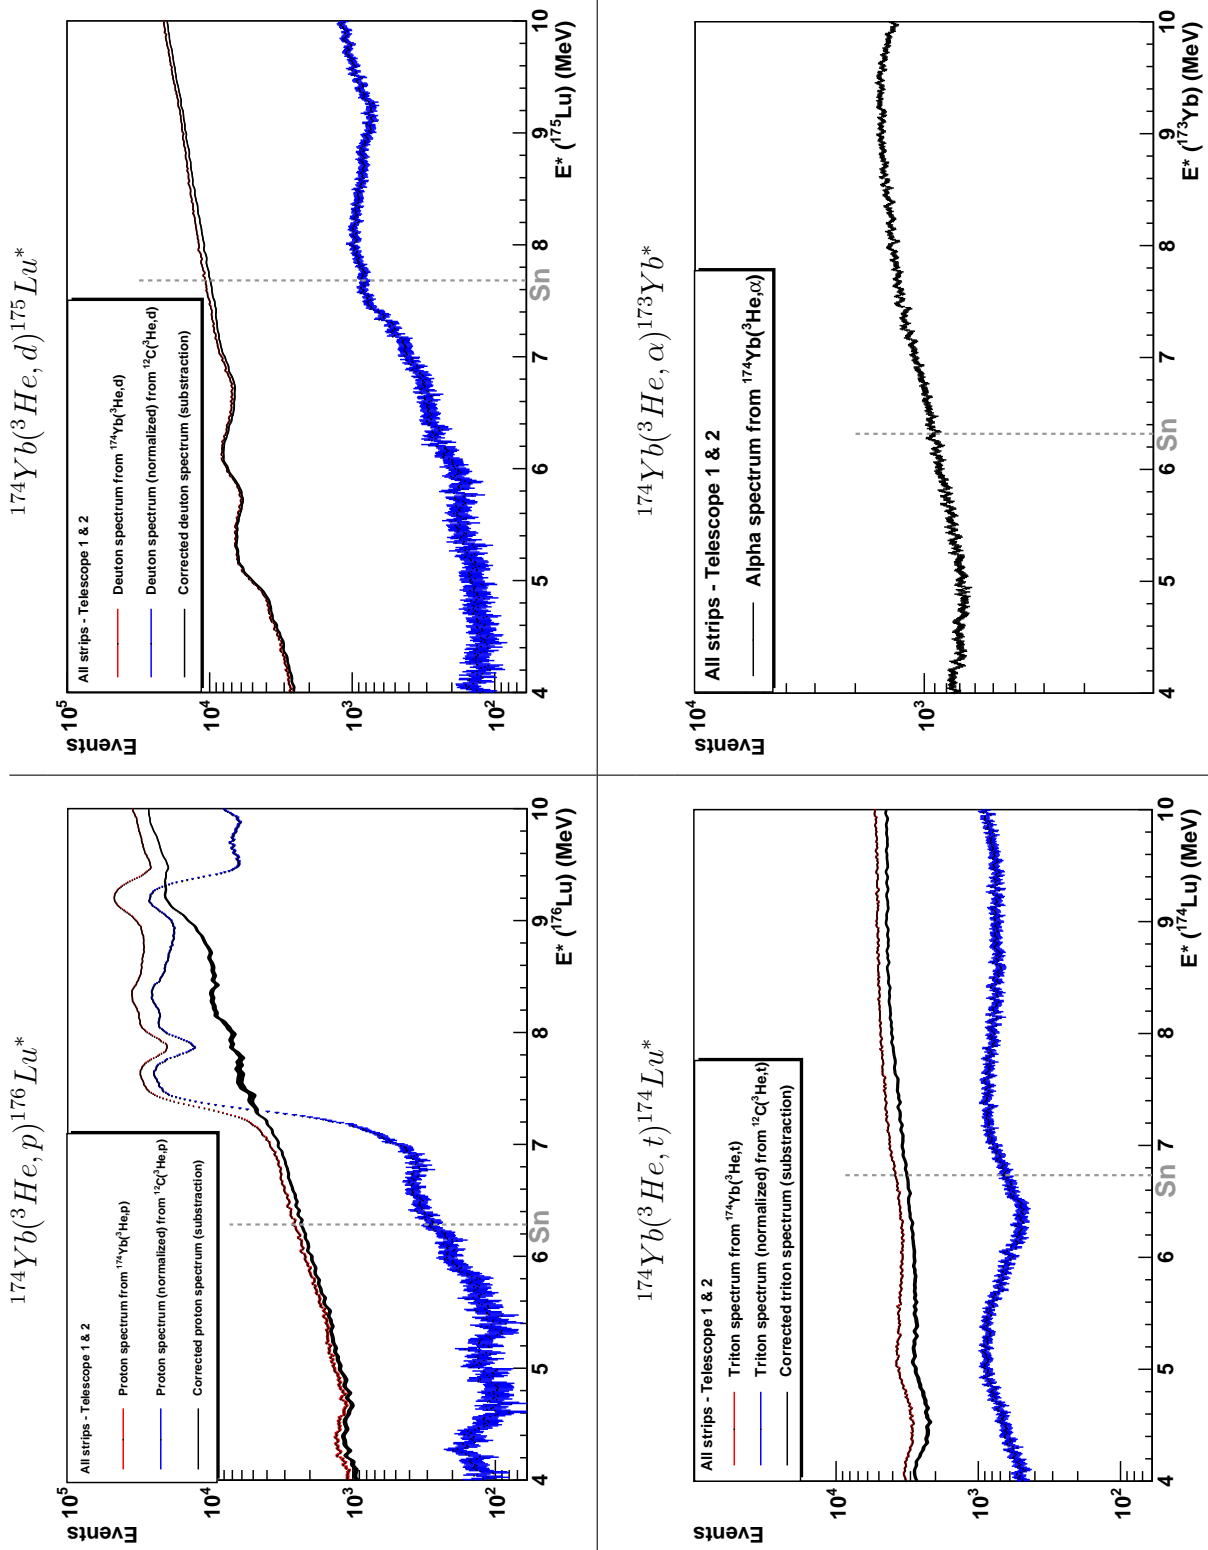 ¹⁷⁴Yb(³He, p)¹⁷⁶Lu*
Events
10⁵
10⁴
10³
10²
All strips - Telescope 1 & 2
Proton spectrum from ¹⁷⁴Yb(³He,p)
Proton spectrum (normalized) from ¹²C(³He,p)
Corrected proton spectrum (substraction)
Sn
4 5 6 7 8 9 10
E* (¹⁷⁶Lu) (MeV)
¹⁷⁴Yb(³He, d)¹⁷⁵Lu*
Events
10⁵
10⁴
10³
10²
All strips - Telescope 1 & 2
Deuton spectrum from ¹⁷⁴Yb(³He,d)
Deuton spectrum (normalized) from ¹²C(³He,d)
Corrected deuton spectrum (substraction)
Sn
4 5 6 7 8 9 10
E* (¹⁷⁵Lu) (MeV)
¹⁷⁴Yb(³He, t)¹⁷⁴Lu*
Events
10⁴
10³
10²
All strips - Telescope 1 & 2
Triton spectrum from ¹⁷⁴Yb(³He,t)
Triton spectrum (normalized) from ¹²C(³He,t)
Corrected triton spectrum (substraction)
Sn
4 5 6 7 8 9 10
E* (¹⁷⁴Lu) (MeV)
¹⁷⁴Yb(³He, α)¹⁷³Yb*
Events
10⁴
10³
All strips - Telescope 1 & 2
Alpha spectrum from ¹⁷⁴Yb(³He,α)
Sn
4 5 6 7 8 9 10
E* (¹⁷³Yb) (MeV)